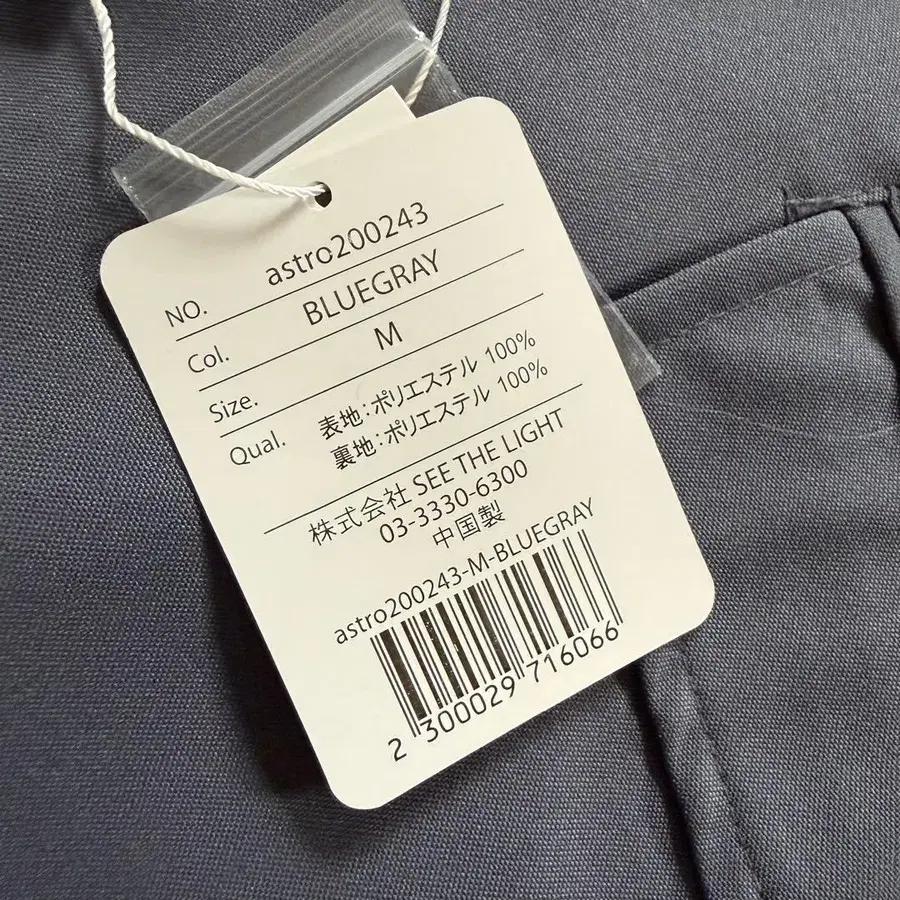 NO. astro200243
Col. BLUEGRAY
Size. M
Qual. 表地:ポリエステル 100%
裏地:ポリエステル 100%
株式会社 SEE THE LIGHT
03-3330-6300
中国製
astro200243-M-BLUEGRAY
2 300029 716066